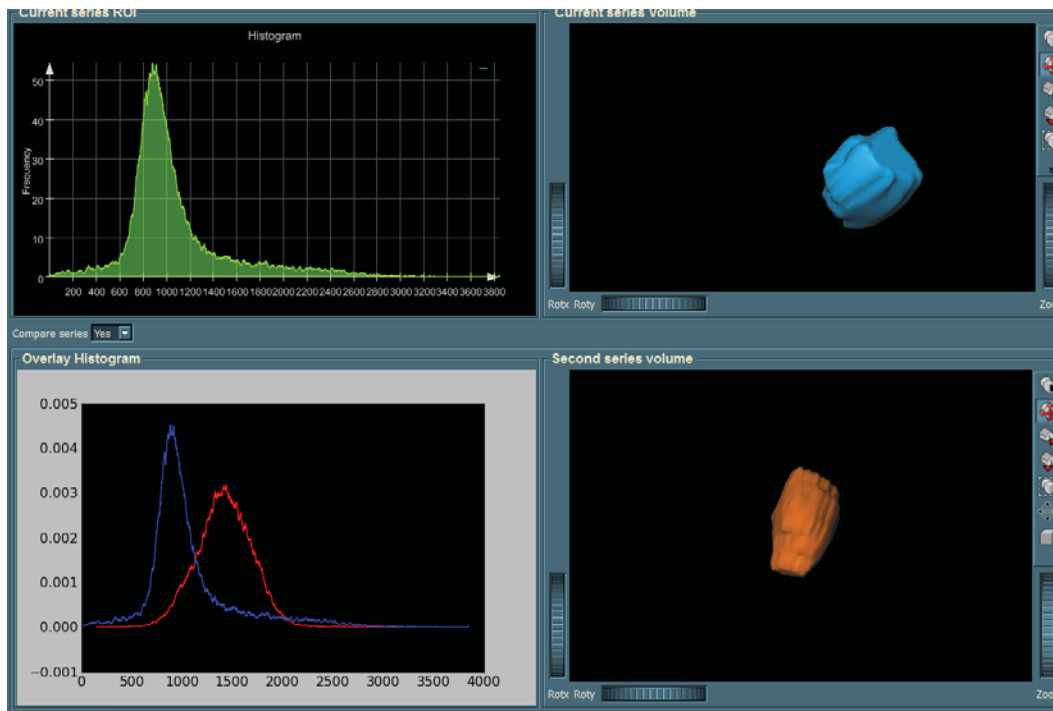 Current series ROI
Histogram
Frequency
50
40
30
20
10
0
200 400 600 800 1000 1200 1400 1600 1800 2000 2200 2400 2600 2800 3000 3200 3400 3600 3800
Current series volume
Rotx Roty
Zoo
Compare series Yes
Overlay Histogram
0.005
0.004
0.003
0.002
0.001
0.000
−0.001
0 500 1000 1500 2000 2500 3000 3500 4000
Second series volume
Rotx Roty
Zoo